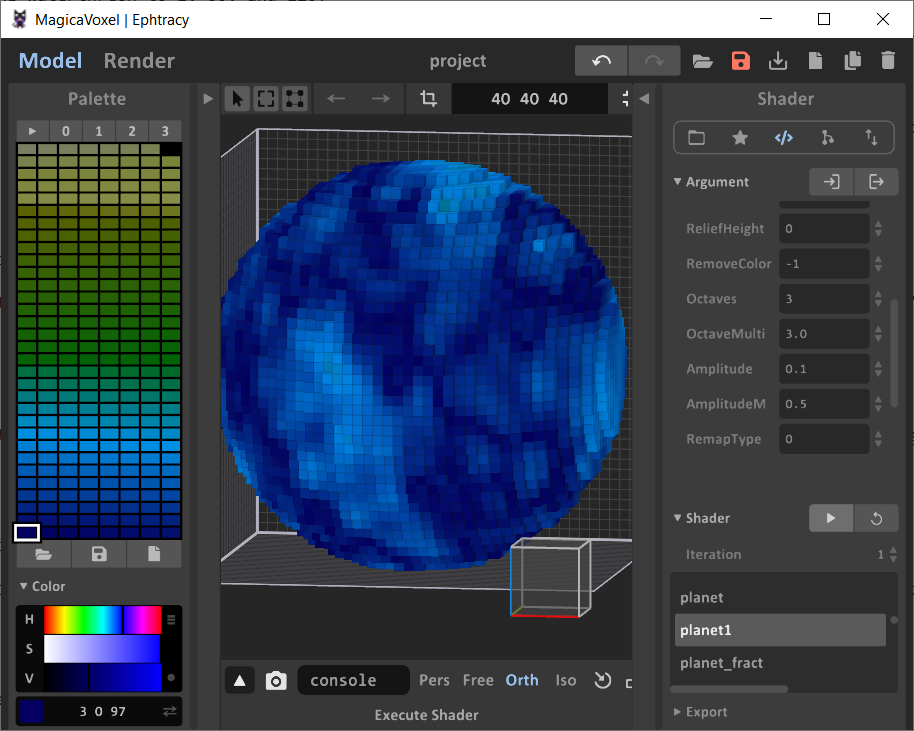 MagicaVoxel | Ephtracy
Model Render project
Palette 40 40 40 Shader
0 1 2 3
Argument
ReliefHeight 0
RemoveColor -1
Octaves 3
OctaveMulti 3.0
Amplitude 0.1
AmplitudeM 0.5
RemapType 0
Shader
Iteration 1
Color
planet
H
planet1
S
planet_fract
V
console Pers Free Orth Iso
3 0 97 Execute Shader Export